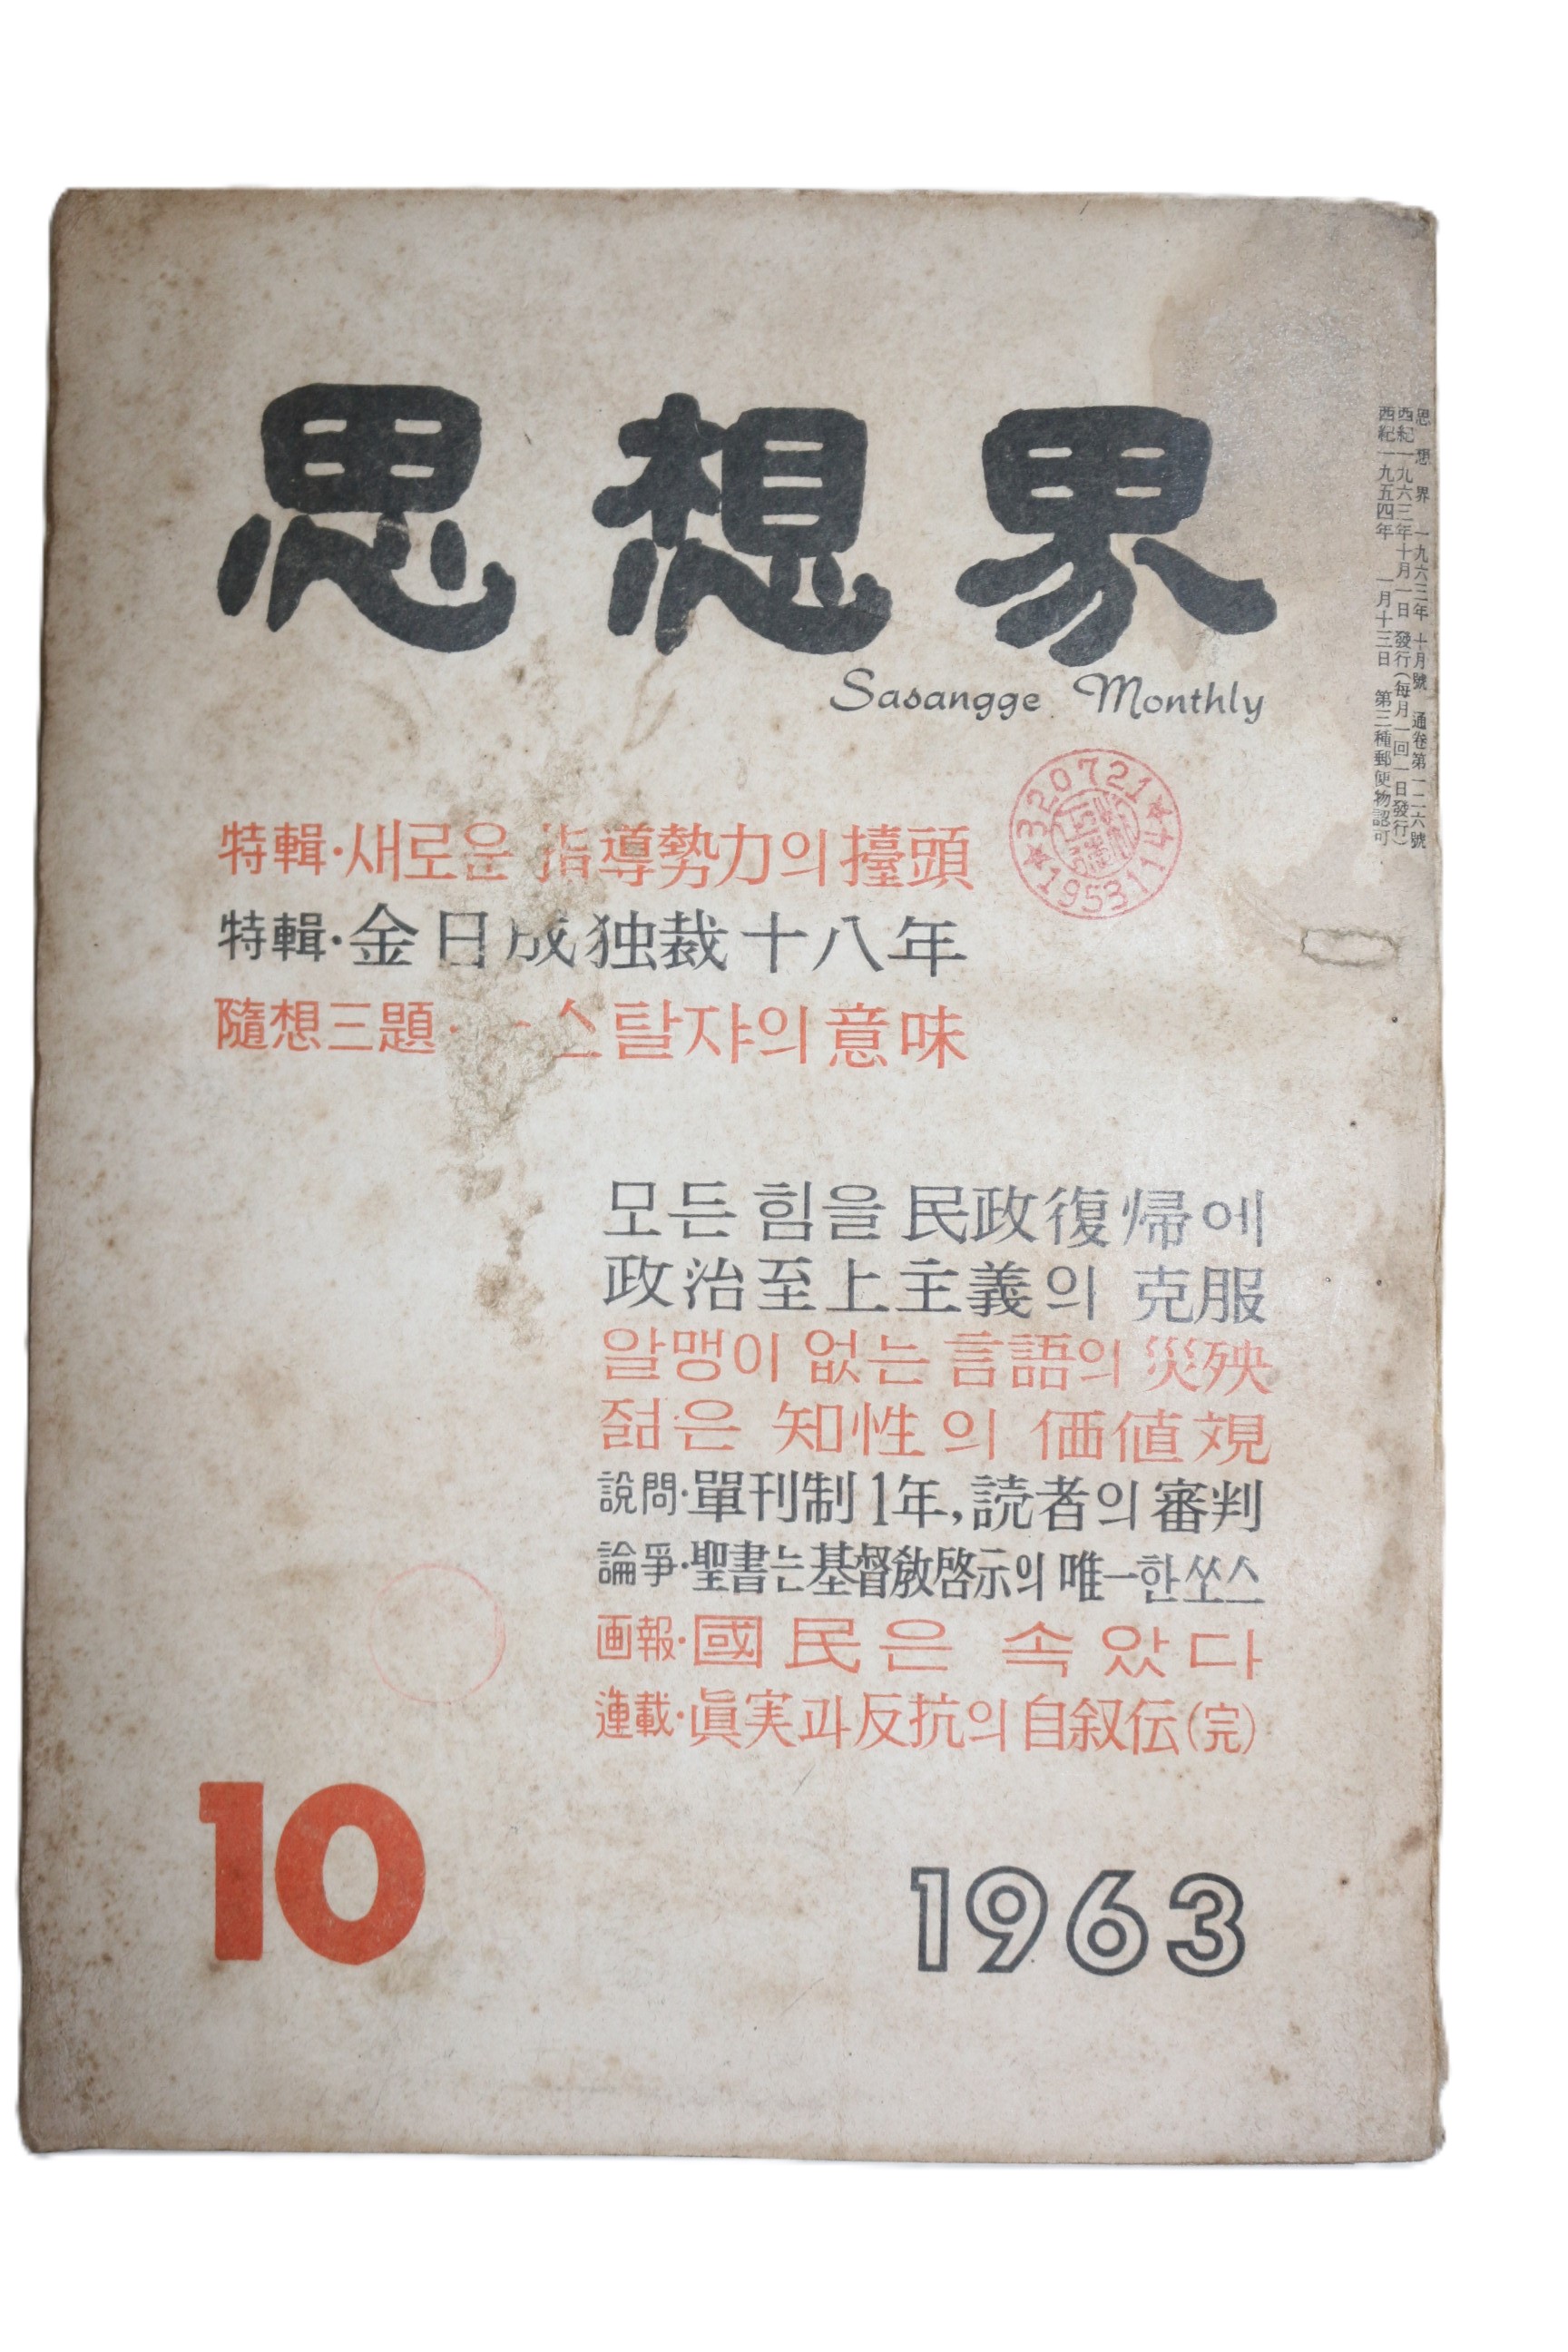 思想界
Sasangge Monthly
思想界 一九六三年 十月號 通卷第一二六號
西紀一九六三年十月一日 發行(每月一回一日發行)
西紀一九五四年 一月十三日 第三種郵便物認可
320721
1953114
特輯·새로운 指導勢力의 擡頭
特輯·金日成独裁十八年
隨想三題· 스탈쟈의 意味
모든 힘을 民政復帰에
政治至上主義의 克服
알맹이 없는 言語의 災殃
젊은 知性의 価値観
說問·單刊制1年,読者의 審判
論爭·聖書는基督敎啓示의 唯一한쏘스
画報·國民은 속았다
連載·眞実과反抗의自叙伝(完)
10
1963